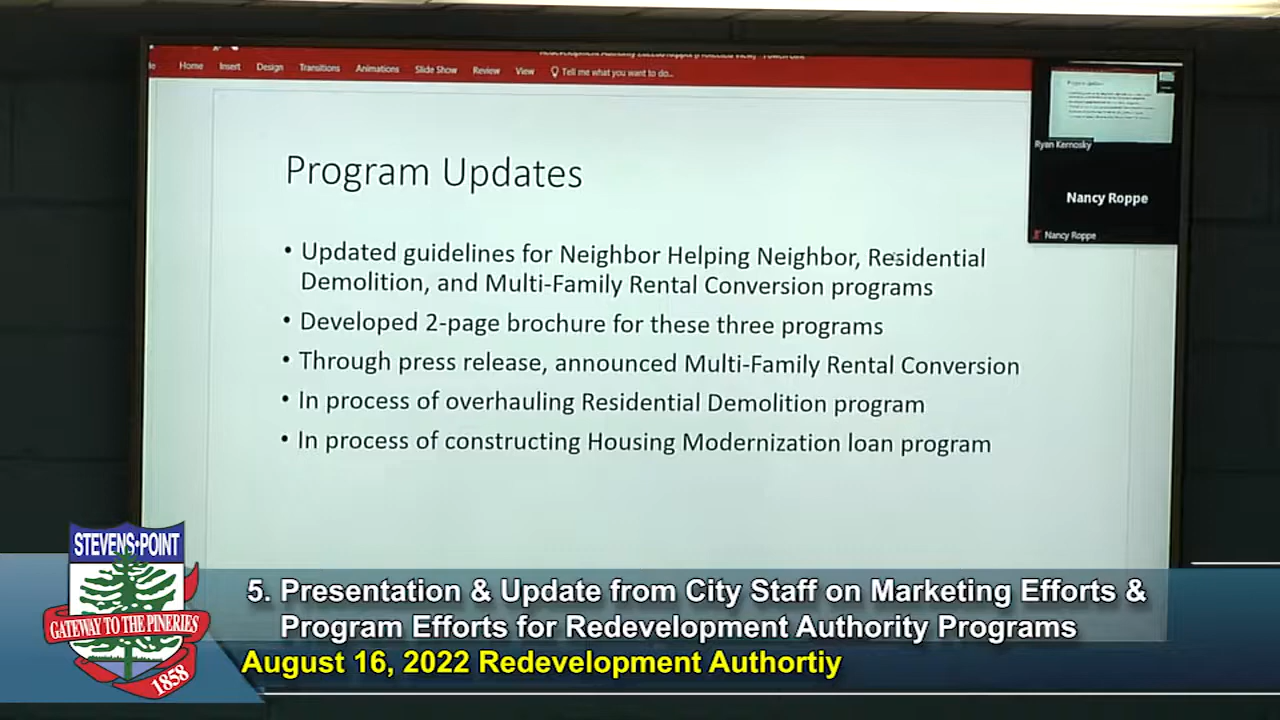 Home Insert Design Transitions Animations Slide Show Review View Tell me what you want to do...
Program Updates
• Updated guidelines for Neighbor Helping Neighbor, Residential
Demolition, and Multi-Family Rental Conversion programs
• Developed 2-page brochure for these three programs
• Through press release, announced Multi-Family Rental Conversion
• In process of overhauling Residential Demolition program
• In process of constructing Housing Modernization loan program
Ryan Kernosky
Nancy Roppe
Nancy Roppe
STEVENS•POINT
GATEWAY TO THE PINERIES
1858
5. Presentation & Update from City Staff on Marketing Efforts &
Program Efforts for Redevelopment Authority Programs
August 16, 2022 Redevelopment Authortiy